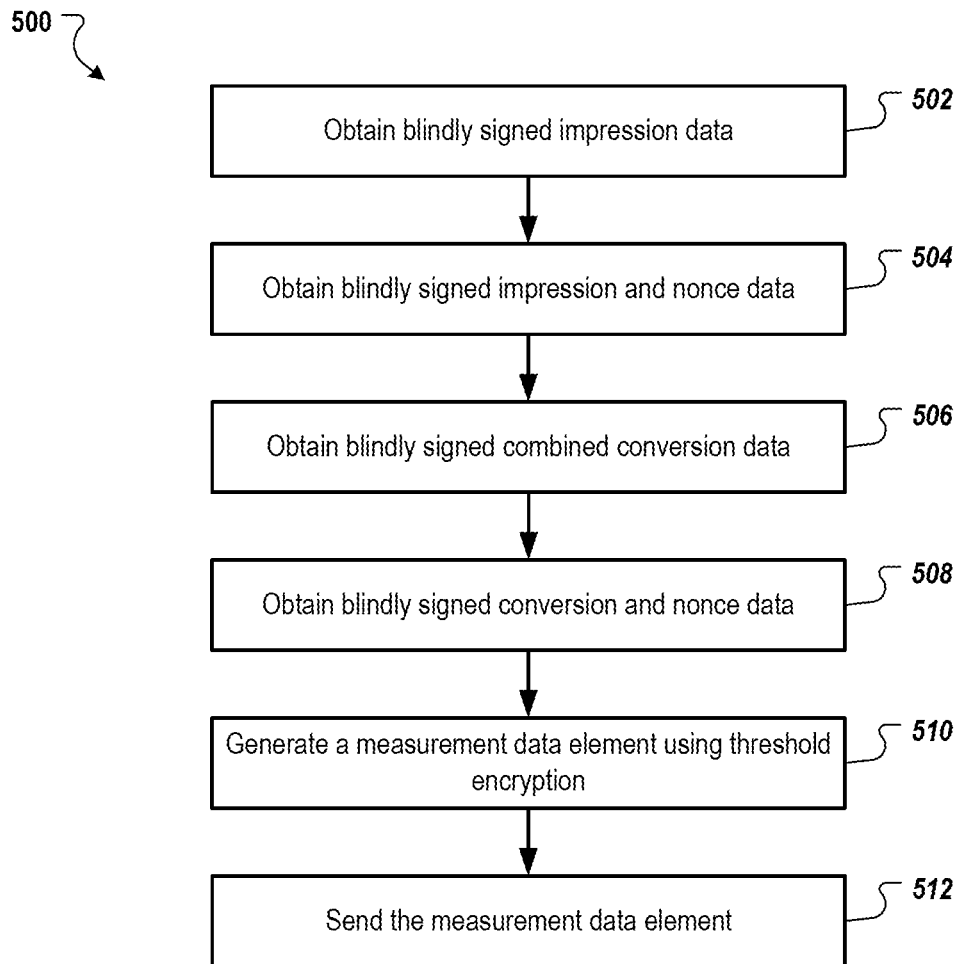 500
502
Obtain blindly signed impression data
504
Obtain blindly signed impression and nonce data
506
Obtain blindly signed combined conversion data
508
Obtain blindly signed conversion and nonce data
510
Generate a measurement data element using threshold
encryption
512
Send the measurement data element